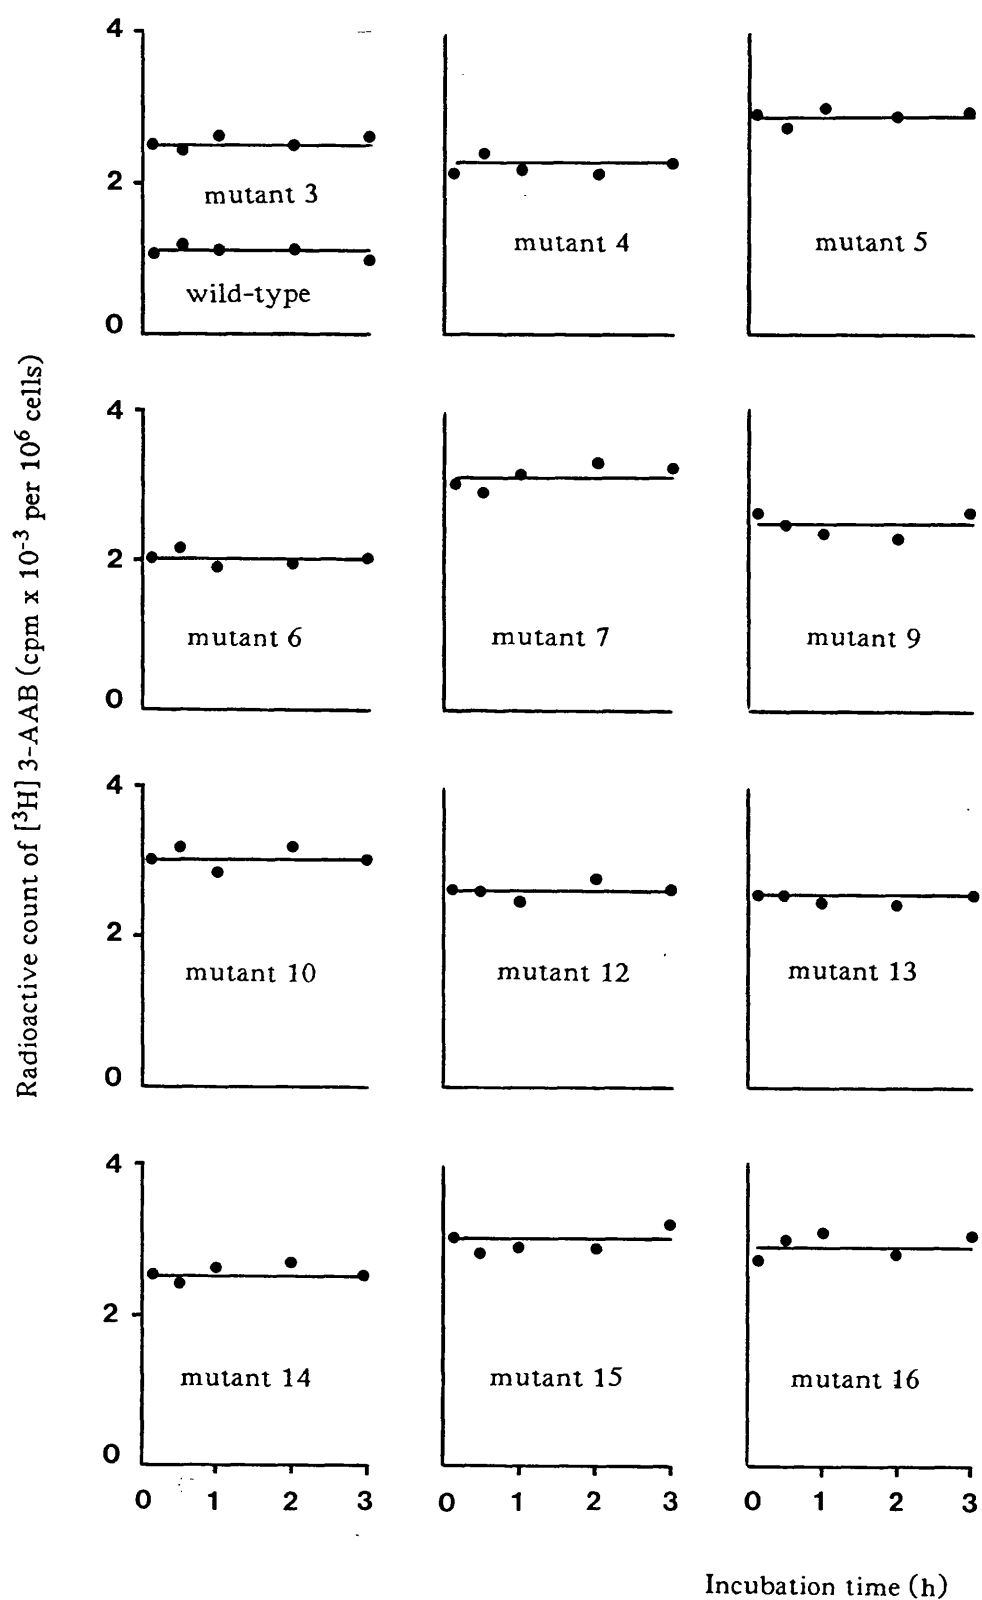 4
2
0
mutant 3
wild-type
mutant 4
mutant 5
4
2
0
mutant 6
mutant 7
mutant 9
Radioactive count of [³H] 3-AAB (cpm x 10⁻³ per 10⁶ cells)
4
2
0
mutant 10
mutant 12
mutant 13
4
2
0
mutant 14
mutant 15
mutant 16
0 1 2 3
0 1 2 3
0 1 2 3
Incubation time (h)